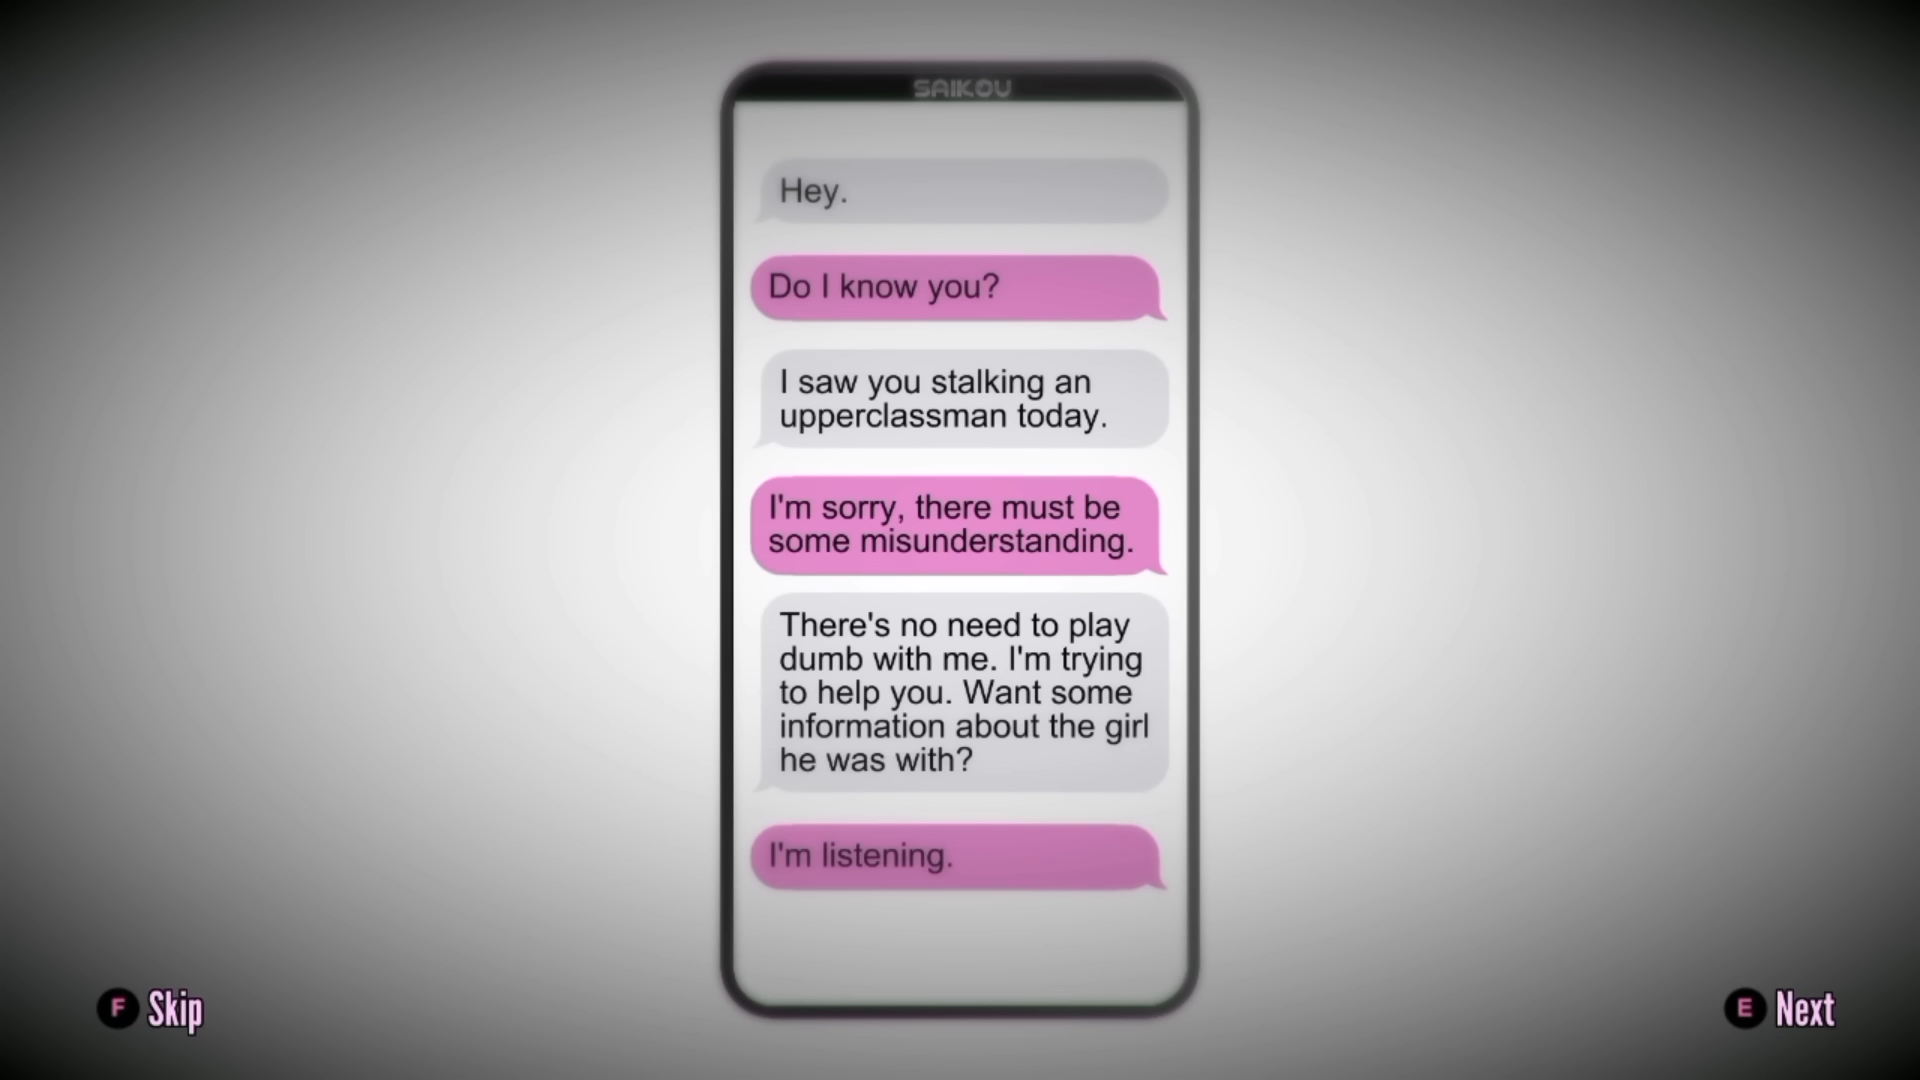 SAIKOU
Hey.
Do I know you?
I saw you stalking an
upperclassman today.
I'm sorry, there must be
some misunderstanding.
There's no need to play
dumb with me. I'm trying
to help you. Want some
information about the girl
he was with?
I'm listening.
F Skip
E Next